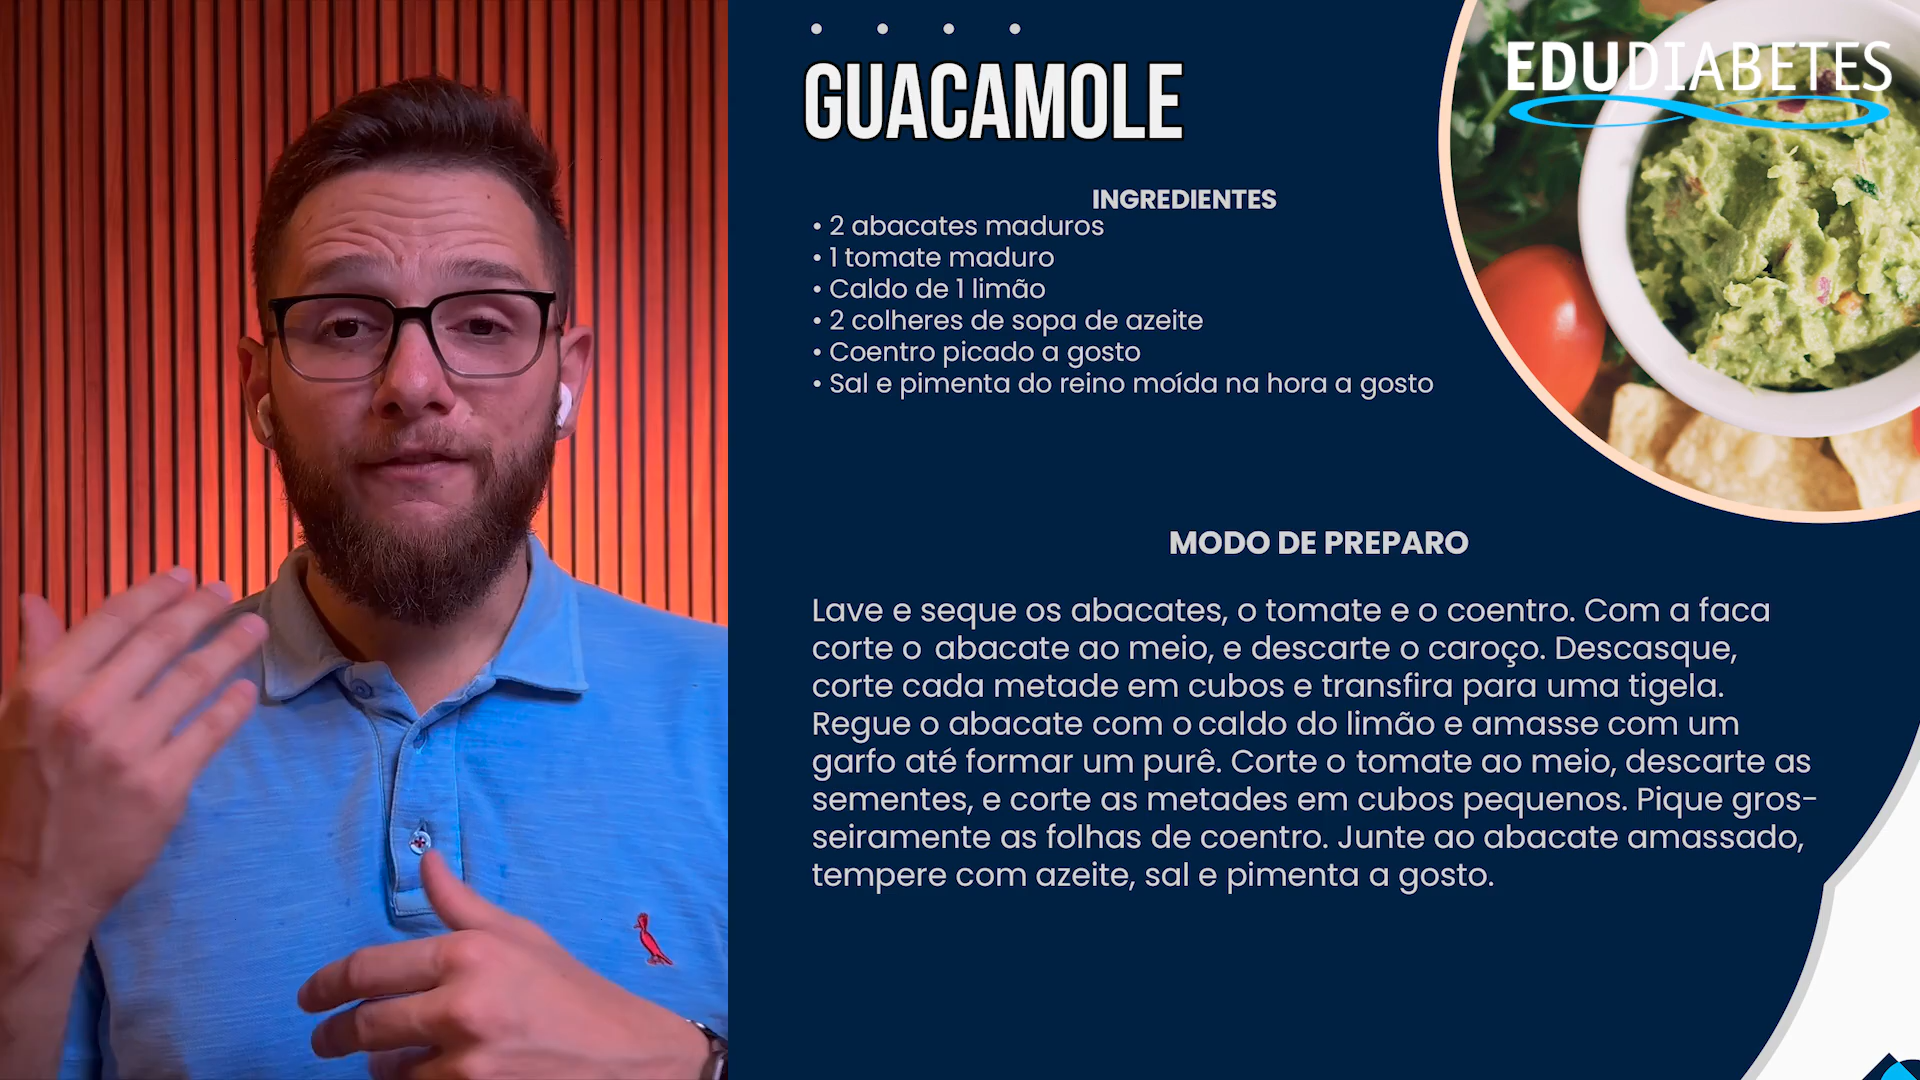 EDUDIABETES
GUACAMOLE
INGREDIENTES
• 2 abacates maduros
• 1 tomate maduro
• Caldo de 1 limão
• 2 colheres de sopa de azeite
• Coentro picado a gosto
• Sal e pimenta do reino moída na hora a gosto
MODO DE PREPARO
Lave e seque os abacates, o tomate e o coentro. Com a faca
corte o abacate ao meio, e descarte o caroço. Descasque,
corte cada metade em cubos e transfira para uma tigela.
Regue o abacate com o caldo do limão e amasse com um
garfo até formar um purê. Corte o tomate ao meio, descarte as
sementes, e corte as metades em cubos pequenos. Pique gros-
seiramente as folhas de coentro. Junte ao abacate amassado,
tempere com azeite, sal e pimenta a gosto.